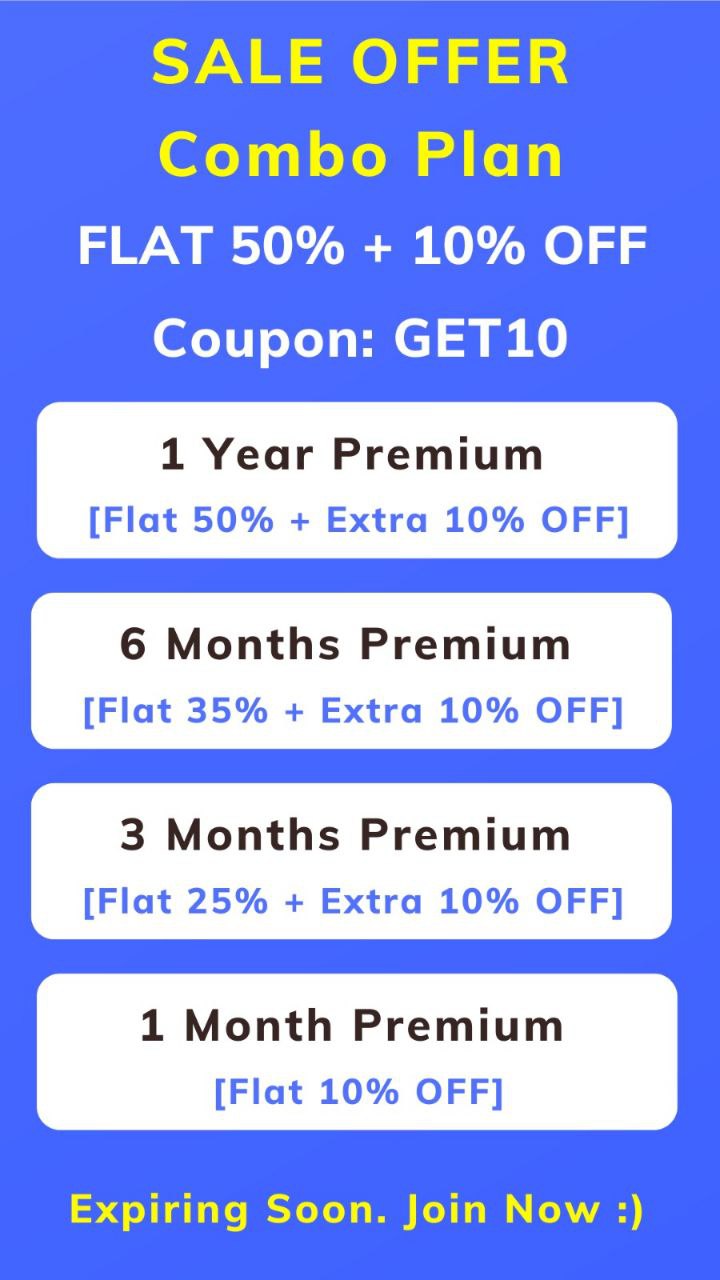 SALE OFFER
Combo Plan
FLAT 50% + 10% OFF
Coupon: GET10
1 Year Premium
[Flat 50% + Extra 10% OFF]
6 Months Premium
[Flat 35% + Extra 10% OFF]
3 Months Premium
[Flat 25% + Extra 10% OFF]
1 Month Premium
[Flat 10% OFF]
Expiring Soon. Join Now :)